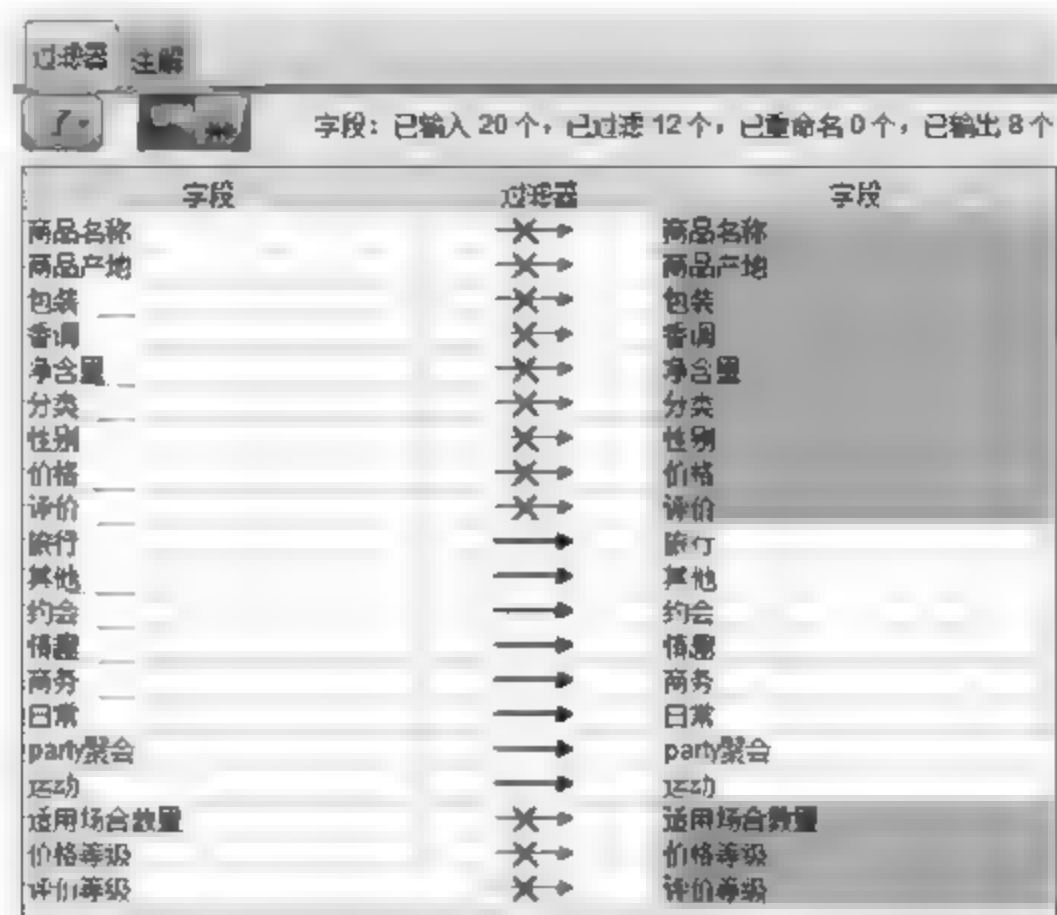 过滤器 注解
字段：已输入 20 个，已过滤 12 个，已重命名 0 个，已输出 8 个
字段 过滤器 字段
商品名称 商品名称
商品产地 商品产地
包装 包装
香调 香调
净含量 净含量
分类 分类
性别 性别
价格 价格
评价 评价
旅行 旅行
其他 其他
约会 约会
情趣 情趣
商务 商务
日常 日常
party聚会 party聚会
运动 运动
适用场合数量 适用场合数量
价格等级 价格等级
评价等级 评价等级